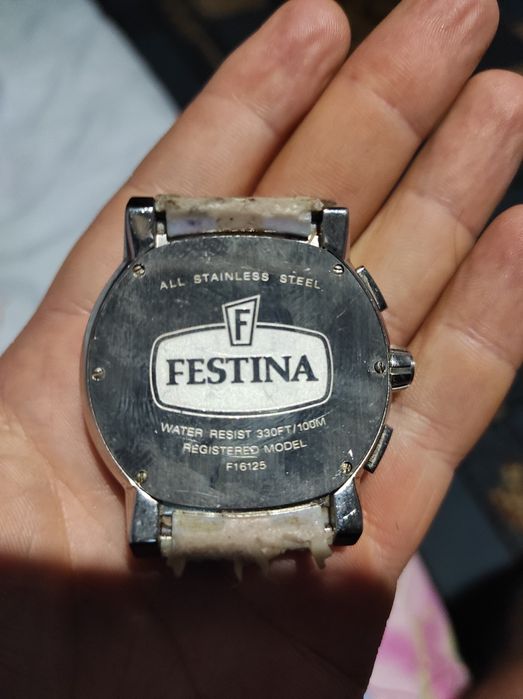 ALL STAINLESS STEEL
F
FESTINA
WATER RESIST 330FT/100M
REGISTERED MODEL
F16125